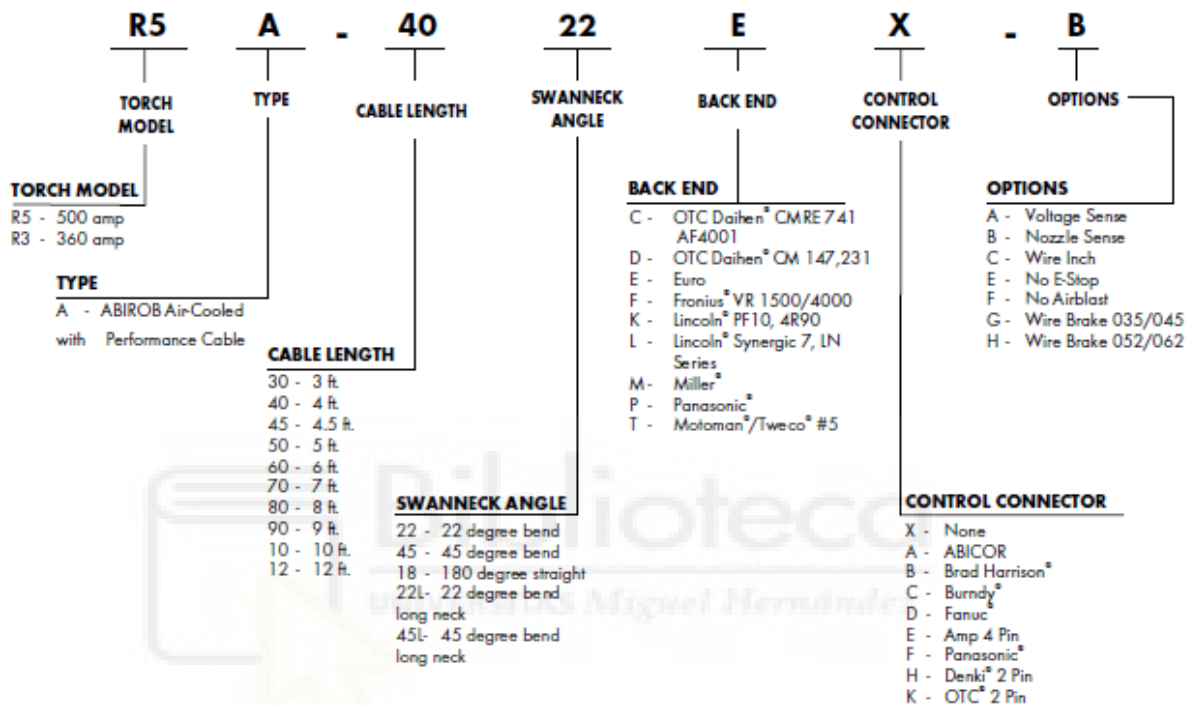 R5 A - 40 22 E X - B
TORCH MODEL
TYPE
CABLE LENGTH
SWANNECK ANGLE
BACK END
CONTROL CONNECTOR
OPTIONS
TORCH MODEL
R5 - 500 amp
R3 - 360 amp
TYPE
A - ABIROB Air-Cooled
with Performance Cable
CABLE LENGTH
30 - 3 ft.
40 - 4 ft.
45 - 4.5 ft.
50 - 5 ft.
60 - 6 ft.
70 - 7 ft.
80 - 8 ft.
90 - 9 ft.
10 - 10 ft.
12 - 12 ft.
SWANNECK ANGLE
22 - 22 degree bend
45 - 45 degree bend
18 - 180 degree straight
22L- 22 degree bend
long neck
45L- 45 degree bend
long neck
BACK END
C - OTC Daihen® CMRE 741
AF4001
D - OTC Daihen® CM 147,231
E - Euro
F - Fronius® VR 1500/4000
K - Lincoln® PF10, 4R90
L - Lincoln® Synergic 7, LN
Series
M - Miller®
P - Panasonic®
T - Motoman®/Tweco® #5
CONTROL CONNECTOR
X - None
A - ABICOR
B - Brad Harrison®
C - Burndy®
D - Fanuc®
E - Amp 4 Pin
F - Panasonic®
H - Denki® 2 Pin
K - OTC® 2 Pin
OPTIONS
A - Voltage Sense
B - Nozzle Sense
C - Wire Inch
E - No E-Stop
F - No Airblast
G - Wire Brake 035/045
H - Wire Brake 052/062
Biblioteca
UNIVERSITAS Miguel Hernández